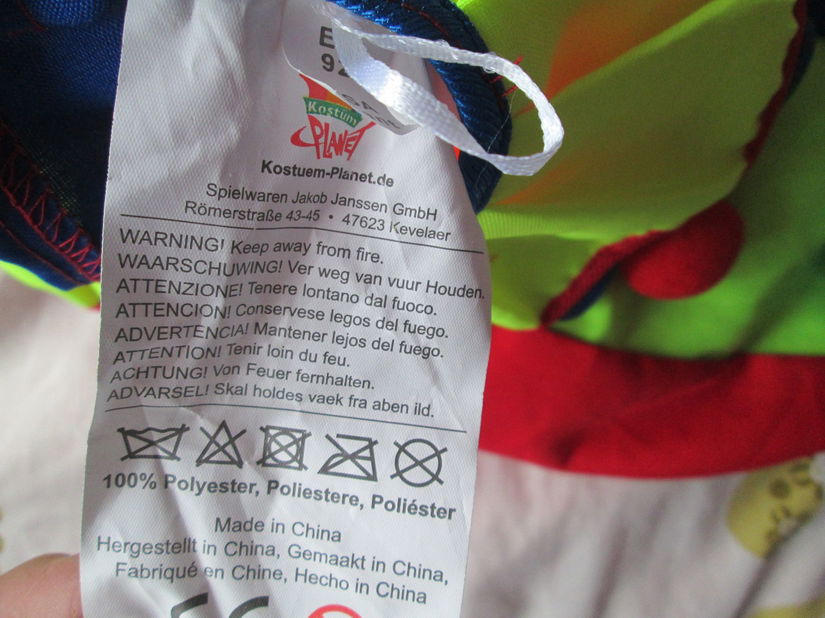 E
92
Kostüm
PLANET
Kostuem-Planet.de
Spielwaren Jakob Janssen GmbH
Römerstraße 43-45 • 47623 Kevelaer
WARNING! Keep away from fire.
WAARSCHUWING! Ver weg van vuur Houden.
ATTENZIONE! Tenere lontano dal fuoco.
ATTENCION! Conservese legos del fuego.
ADVERTENCIA! Mantener lejos del fuego.
ATTENTION! Tenir loin du feu.
ACHTUNG! Von Feuer fernhalten.
ADVARSEL! Skal holdes vaek fra aben ild.
100% Polyester, Poliestere, Poliéster
Made in China
Hergestellt in China, Gemaakt in China,
Fabriqué en Chine, Hecho in China